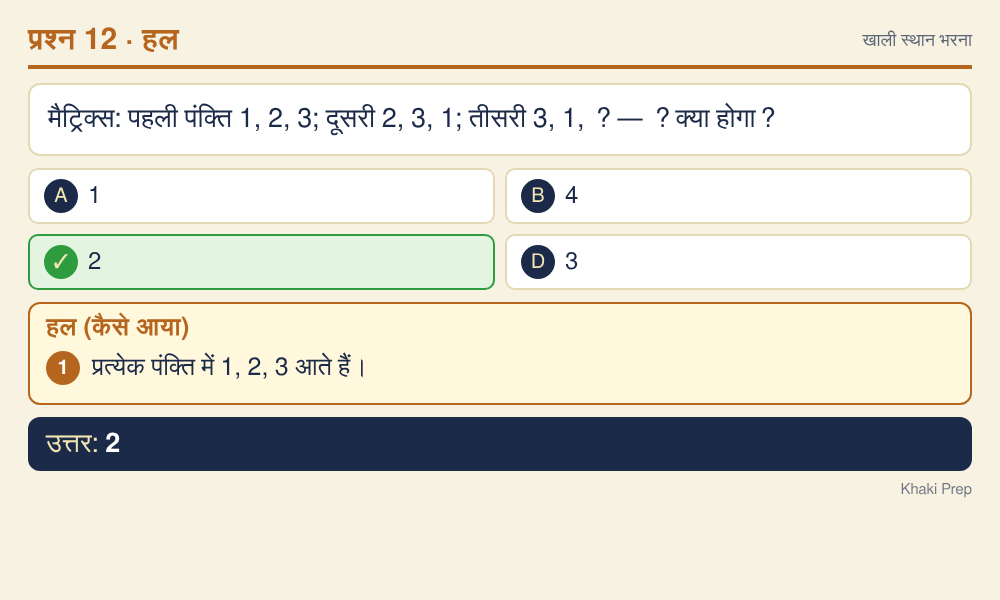 प्रश्न 12 · हल
खाली स्थान भरना
मैट्रिक्स: पहली पंक्ति 1, 2, 3; दूसरी 2, 3, 1; तीसरी 3, 1, ? — ? क्या होगा ?
A 1
B 4
✓ 2
D 3
हल (कैसे आया)
1 प्रत्येक पंक्ति में 1, 2, 3 आते हैं।
उत्तर: 2
Khaki Prep